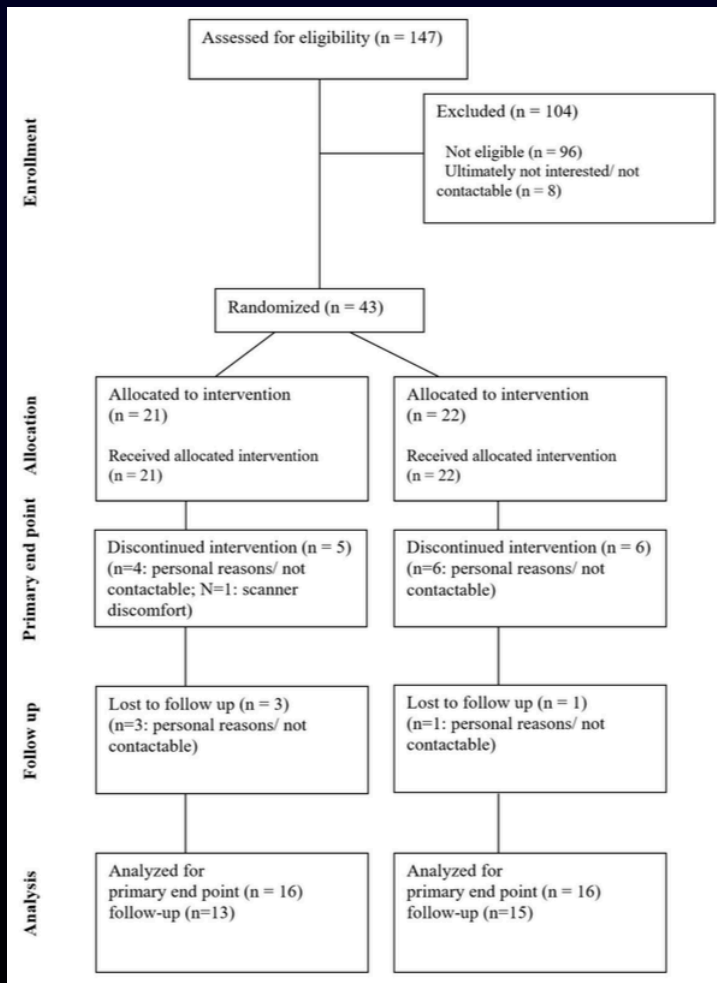 Assessed for eligibility (n = 147)
Enrollment
Excluded (n = 104)
Not eligible (n = 96)
Ultimately not interested/ not
contactable (n = 8)
Randomized (n = 43)
Allocation
Allocated to intervention
(n = 21)
Received allocated intervention
(n = 21)
Allocated to intervention
(n = 22)
Received allocated intervention
(n = 22)
Primary end point
Discontinued intervention (n = 5)
(n=4: personal reasons/ not
contactable; N=1: scanner
discomfort)
Discontinued intervention (n = 6)
(n=6: personal reasons/ not
contactable)
Follow up
Lost to follow up (n = 3)
(n=3: personal reasons/ not
contactable)
Lost to follow up (n = 1)
(n=1: personal reasons/ not
contactable)
Analysis
Analyzed for
primary end point (n = 16)
follow-up (n=13)
Analyzed for
primary end point (n = 16)
follow-up (n=15)